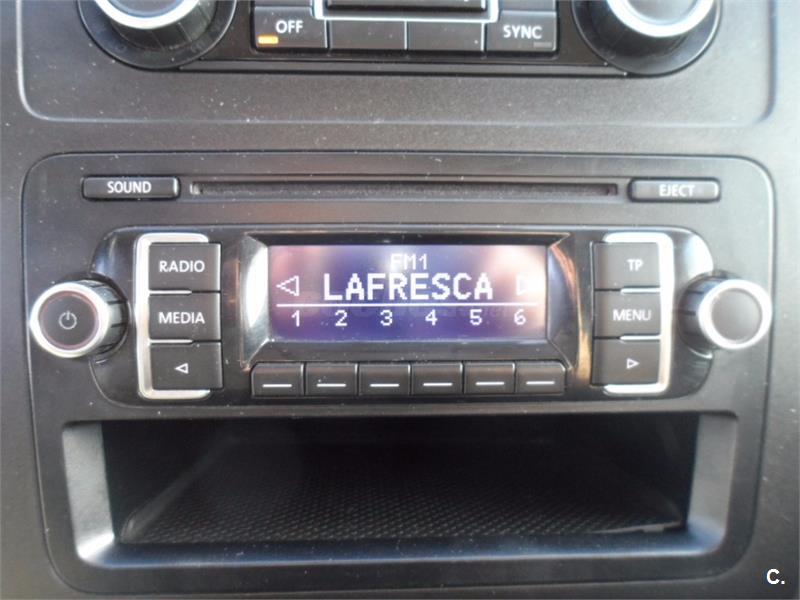 OFF
SYNC
SOUND
EJECT
RADIO
TP
FM1
LAFRESCA
MEDIA
MENU
1 2 3 4 5 6
C.